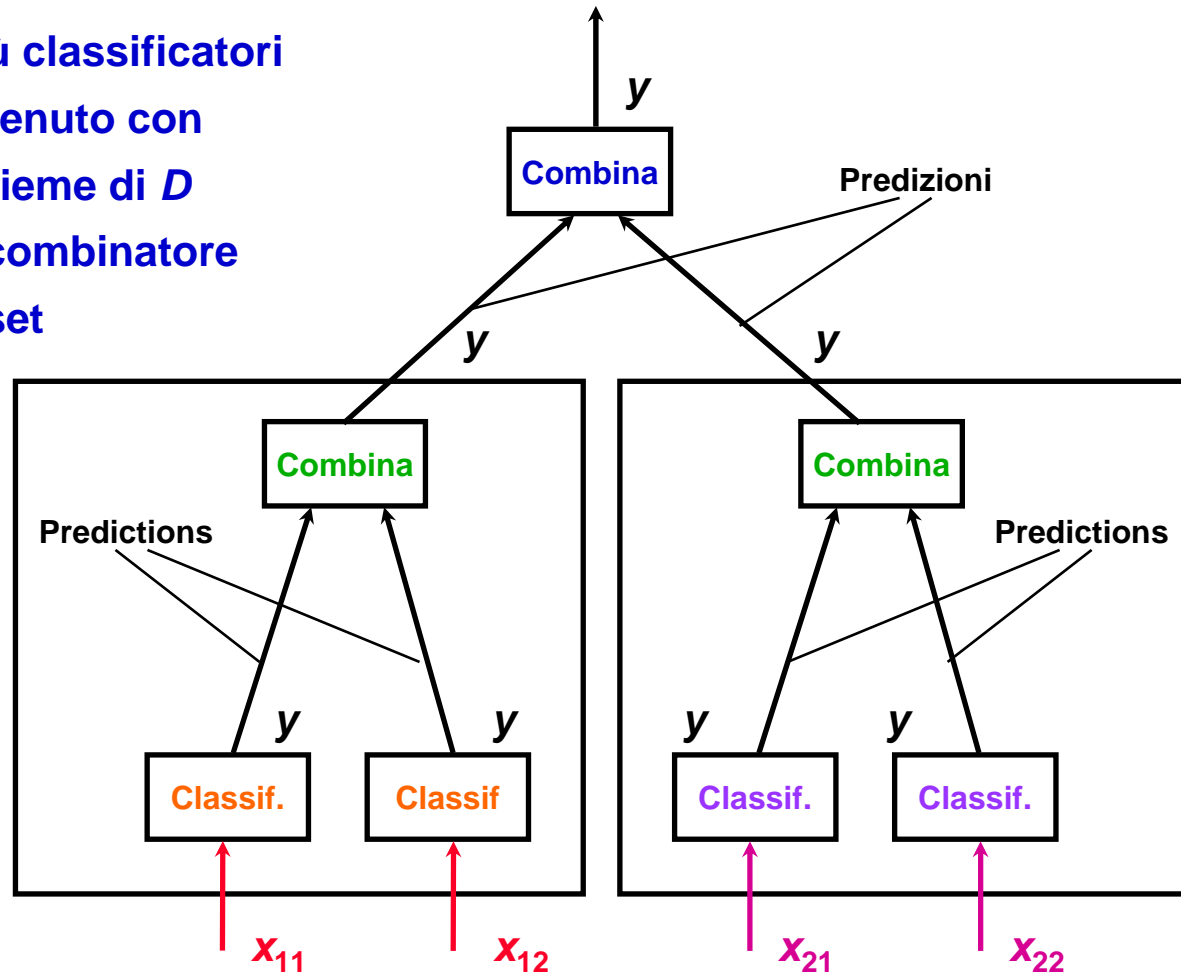 ù classificatori
enuto con
ieme di D
combinatore
set
y
Combina
Predizioni
y
y
Combina
Combina
Predictions
Predictions
y
y
y
y
Classif.
Classif
Classif.
Classif.
x11
x12
x21
x22